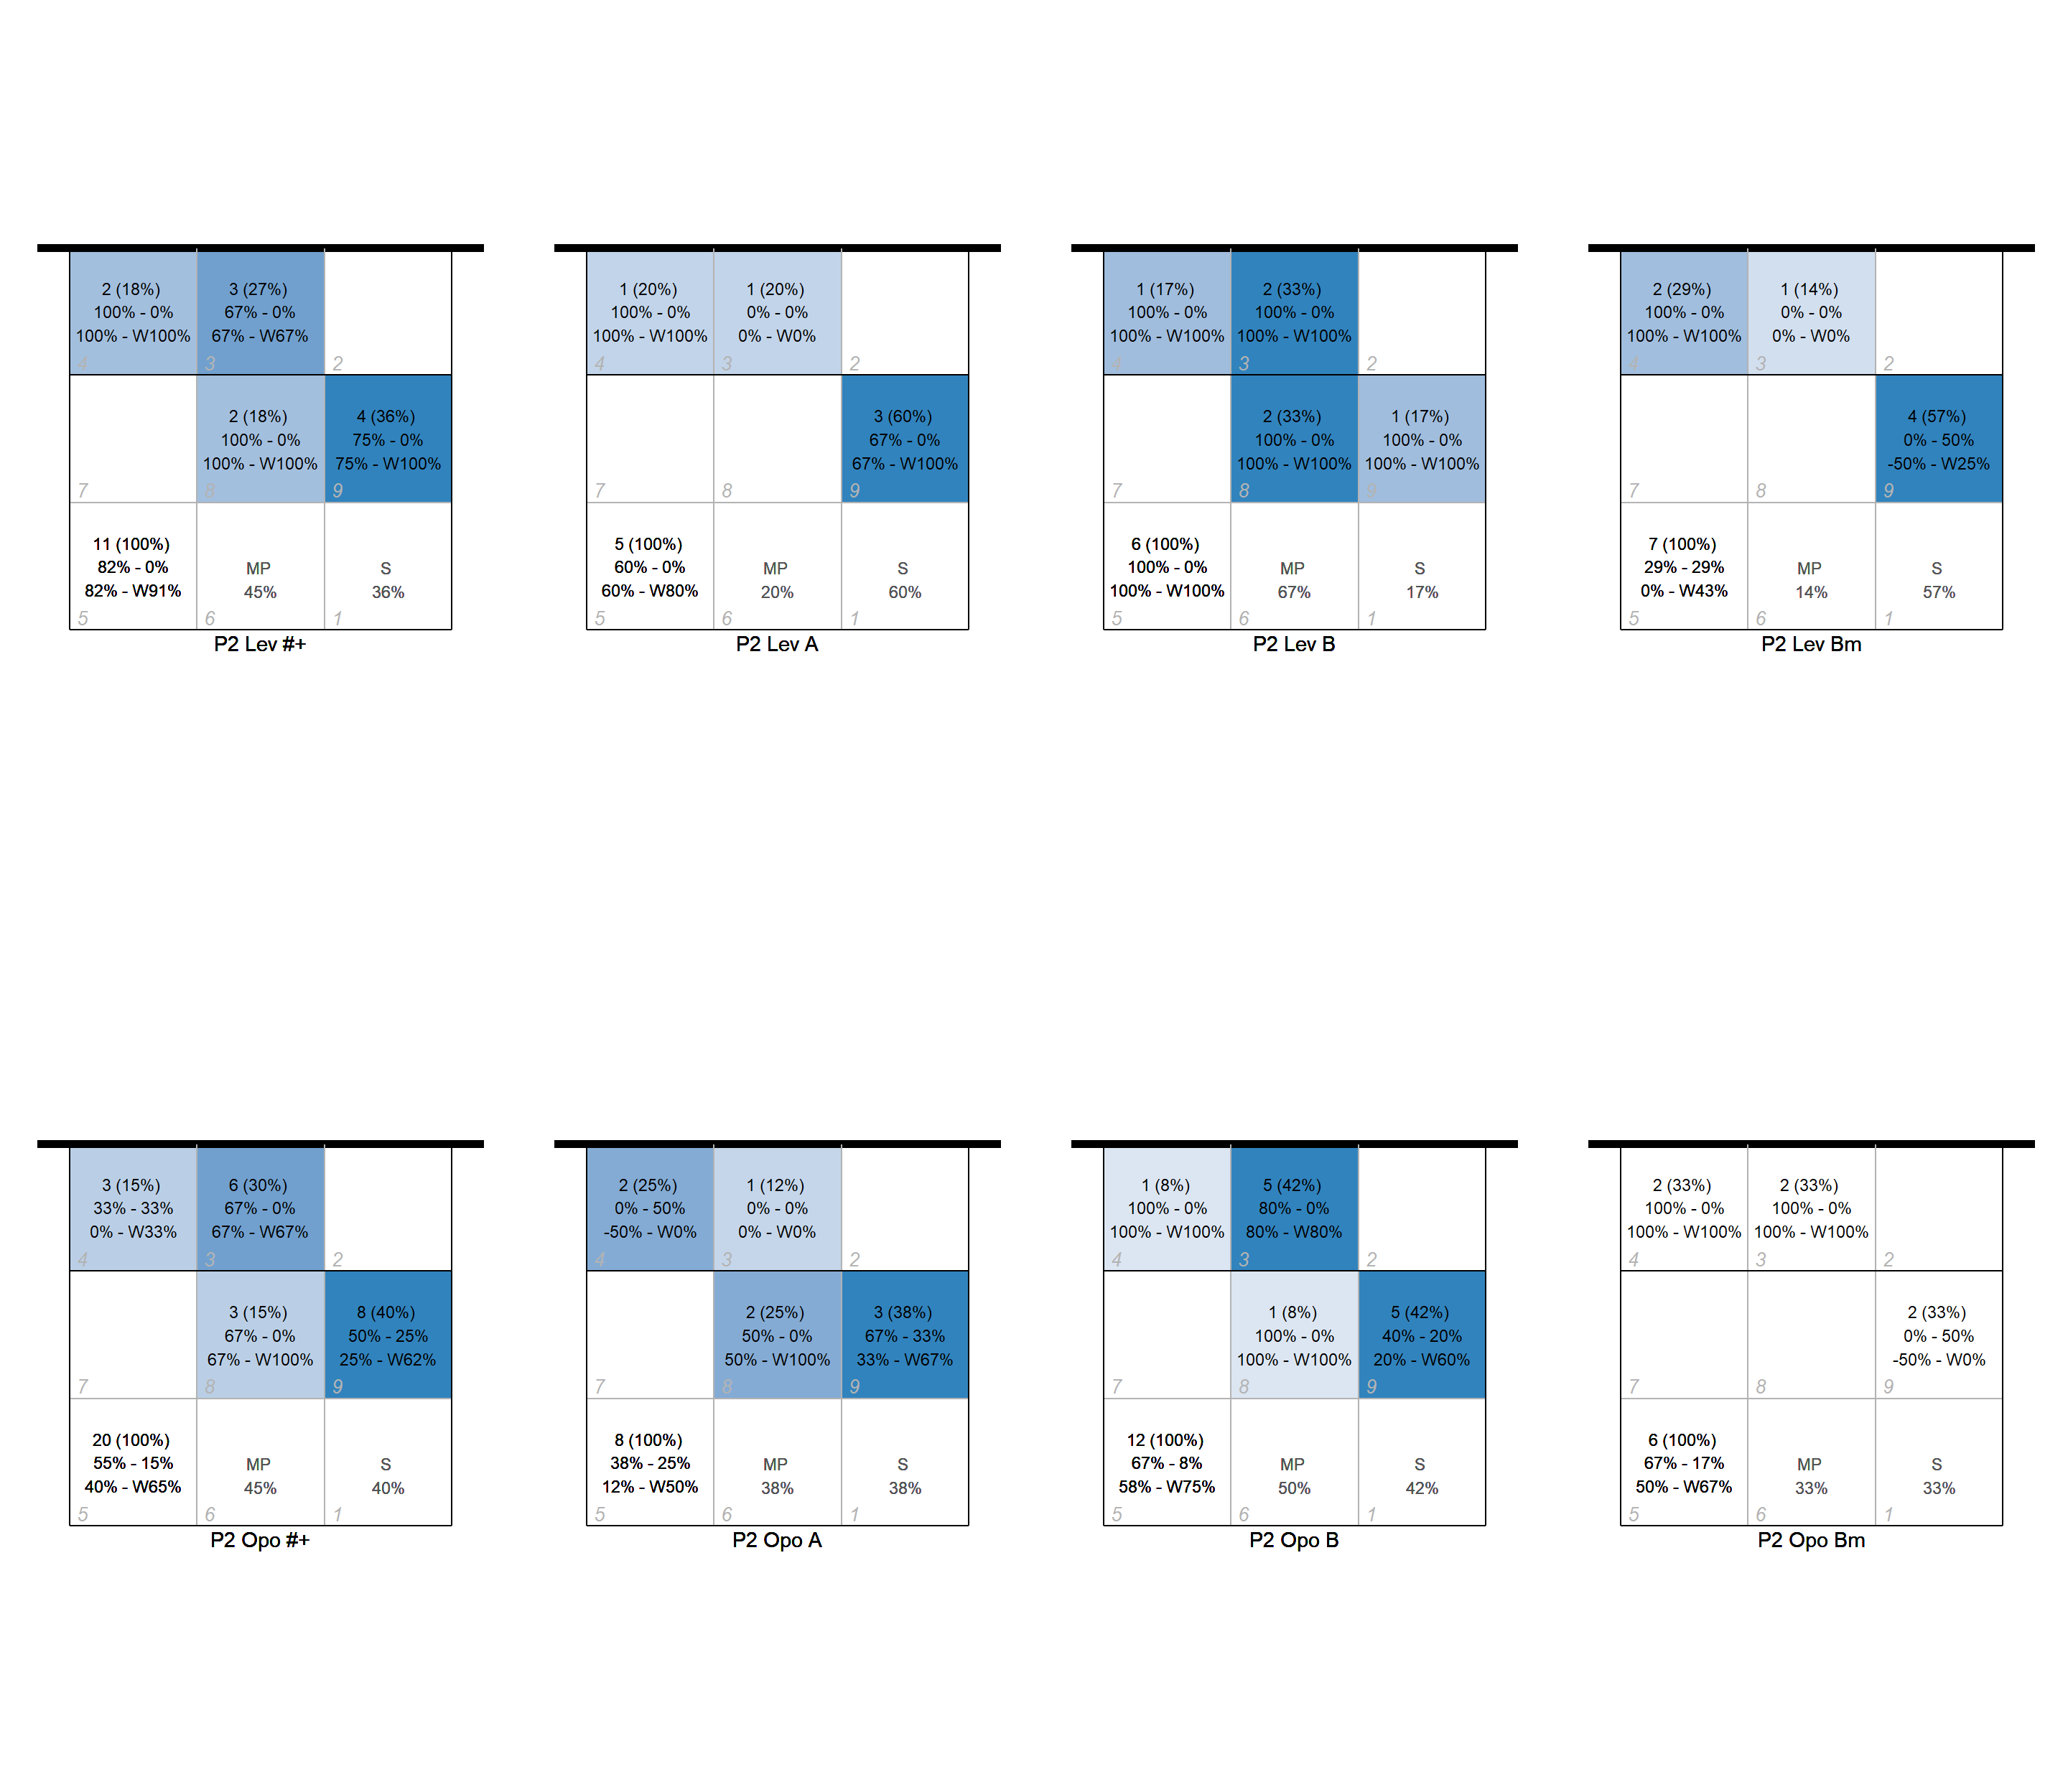 2 (18%)
100% - 0%
100% - W100%
4
3 (27%)
67% - 0%
67% - W67%
3
2
7
2 (18%)
100% - 0%
100% - W100%
8
4 (36%)
75% - 0%
75% - W100%
9
11 (100%)
82% - 0%
82% - W91%
5
MP
45%
6
S
36%
1
P2 Lev #+
1 (20%)
100% - 0%
100% - W100%
4
1 (20%)
0% - 0%
0% - W0%
3
2
7
8
3 (60%)
67% - 0%
67% - W100%
9
5 (100%)
60% - 0%
60% - W80%
5
MP
20%
6
S
60%
1
P2 Lev A
1 (17%)
100% - 0%
100% - W100%
4
2 (33%)
100% - 0%
100% - W100%
3
2
7
2 (33%)
100% - 0%
100% - W100%
8
1 (17%)
100% - 0%
100% - W100%
9
6 (100%)
100% - 0%
100% - W100%
5
MP
67%
6
S
17%
1
P2 Lev B
2 (29%)
100% - 0%
100% - W100%
4
1 (14%)
0% - 0%
0% - W0%
3
2
7
8
4 (57%)
0% - 50%
-50% - W25%
9
7 (100%)
29% - 29%
0% - W43%
5
MP
14%
6
S
57%
1
P2 Lev Bm
3 (15%)
33% - 33%
0% - W33%
4
6 (30%)
67% - 0%
67% - W67%
3
2
7
3 (15%)
67% - 0%
67% - W100%
8
8 (40%)
50% - 25%
25% - W62%
9
20 (100%)
55% - 15%
40% - W65%
5
MP
45%
6
S
40%
1
P2 Opo #+
2 (25%)
0% - 50%
-50% - W0%
4
1 (12%)
0% - 0%
0% - W0%
3
2
7
2 (25%)
50% - 0%
50% - W100%
8
3 (38%)
67% - 33%
33% - W67%
9
8 (100%)
38% - 25%
12% - W50%
5
MP
38%
6
S
38%
1
P2 Opo A
1 (8%)
100% - 0%
100% - W100%
4
5 (42%)
80% - 0%
80% - W80%
3
2
7
1 (8%)
100% - 0%
100% - W100%
8
5 (42%)
40% - 20%
20% - W60%
9
12 (100%)
67% - 8%
58% - W75%
5
MP
50%
6
S
42%
1
P2 Opo B
2 (33%)
100% - 0%
100% - W100%
4
2 (33%)
100% - 0%
100% - W100%
3
2
7
8
2 (33%)
0% - 50%
-50% - W0%
9
6 (100%)
67% - 17%
50% - W67%
5
MP
33%
6
S
33%
1
P2 Opo Bm